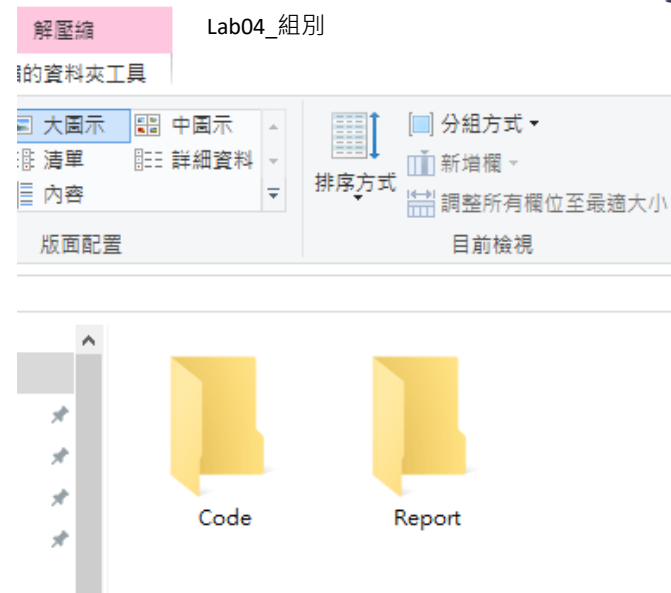 解壓縮
Lab04_組別
的資料夾工具
大圖示
中圖示
清單
詳細資料
內容
版面配置
排序方式
分組方式
新增欄
調整所有欄位至最適大小
目前檢視
Code
Report